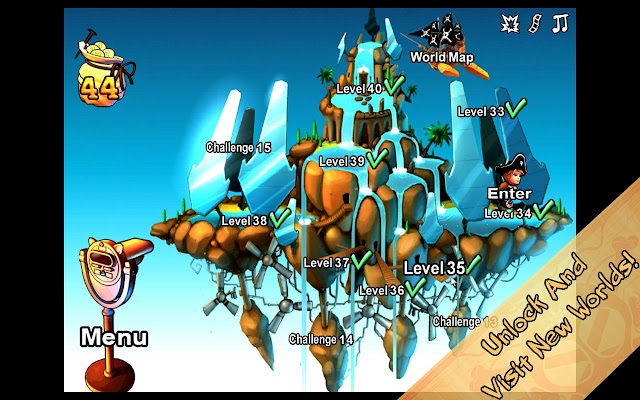 World Map
44
Level 40
Level 33
Challenge 15
Level 39
Enter
Level 34
Level 38
Level 37
Level 35
Level 36
Menu
Challenge 14
Challenge 13
Unlock And
Visit New Worlds!